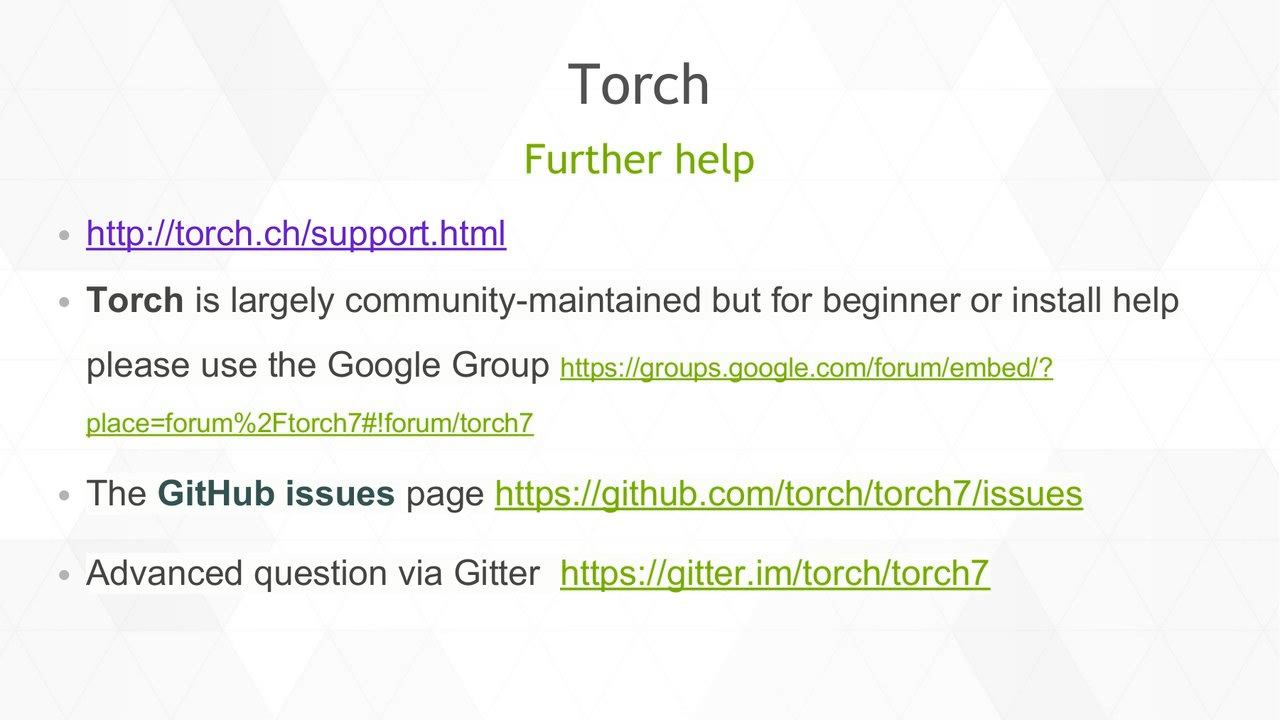 Torch
Further help
http://torch.ch/support.html
Torch is largely community-maintained but for beginner or install help
please use the Google Group https://groups.google.com/forum/embed/?
place=forum%2Ftorch7#!forum/torch7
The GitHub issues page https://github.com/torch/torch7/issues
Advanced question via Gitter https://gitter.im/torch/torch7